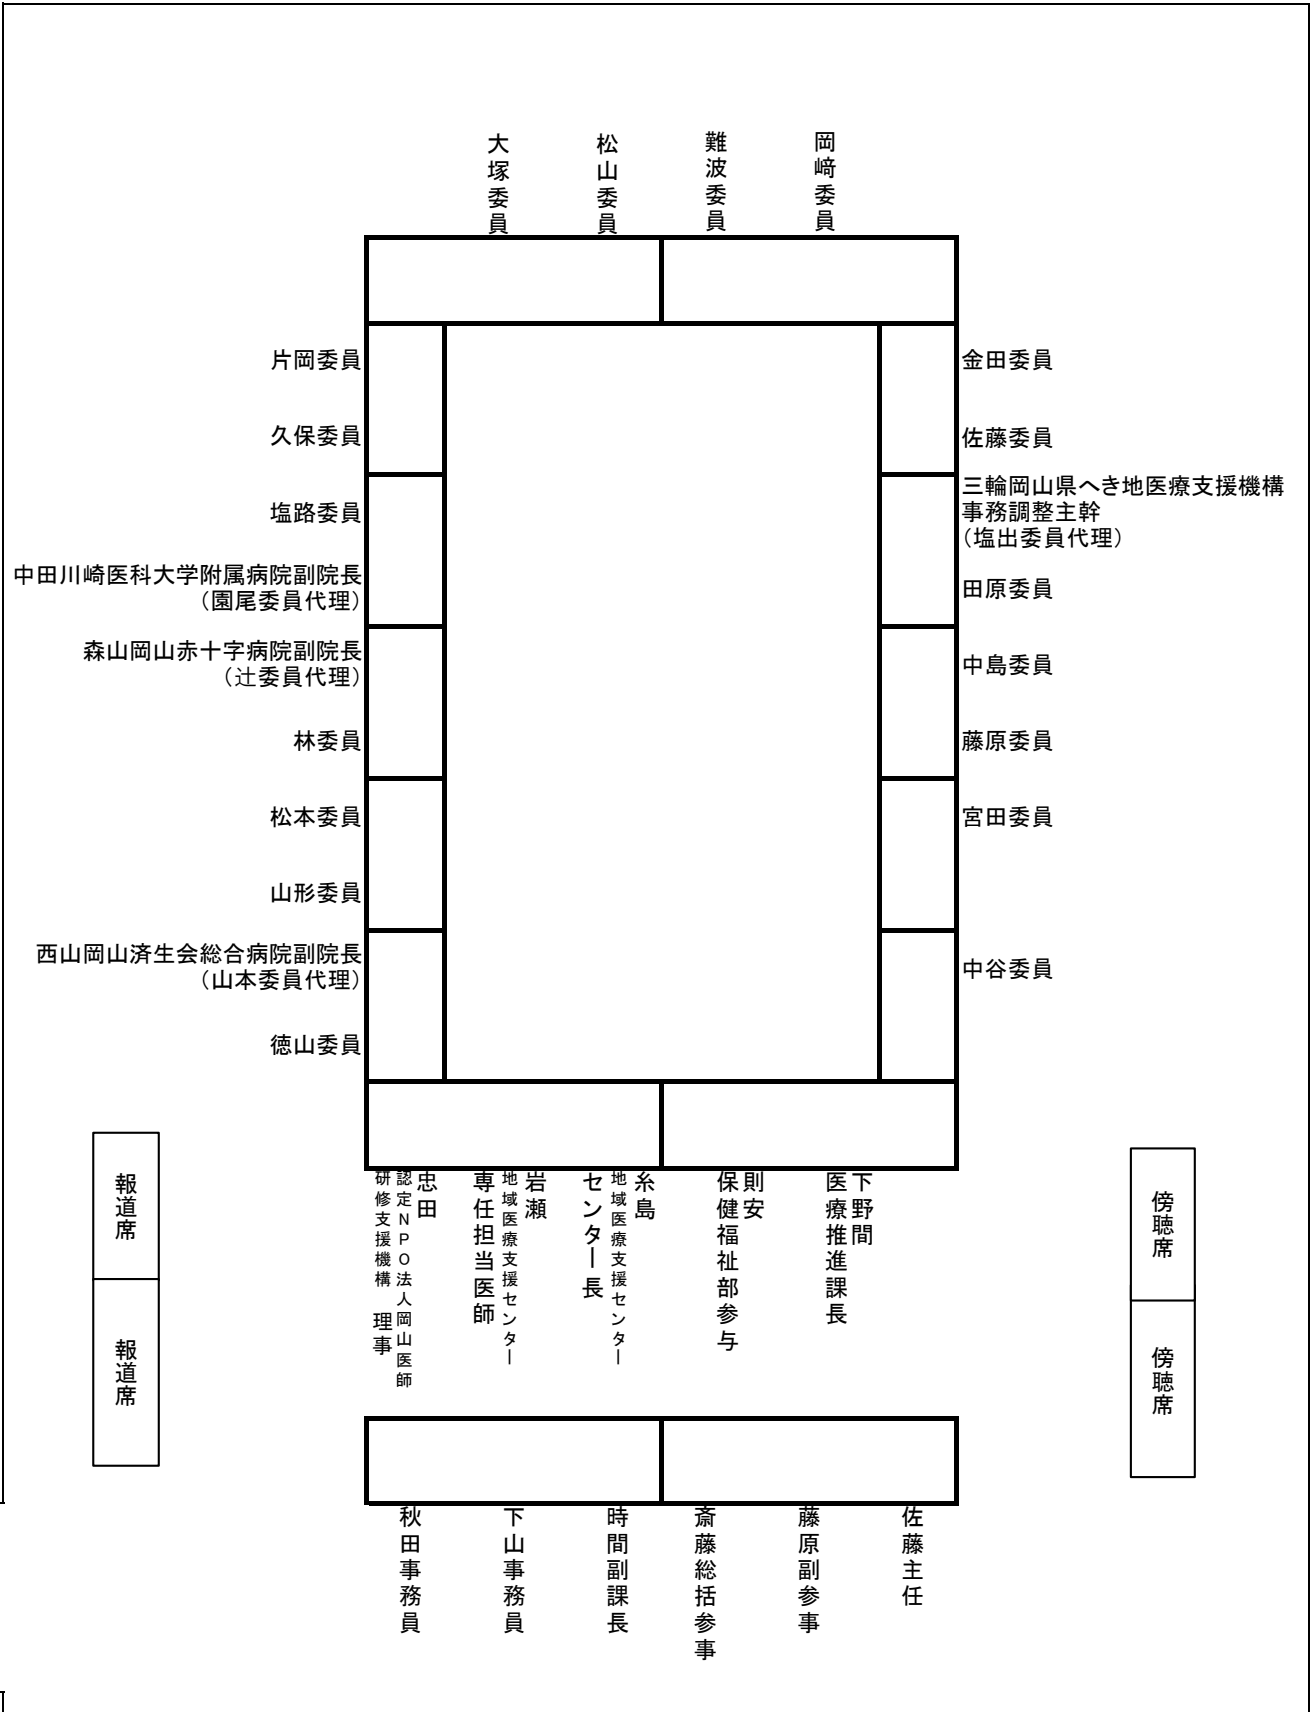 大塚委員
松山委員
難波委員
岡﨑委員
片岡委員
久保委員
塩路委員
中田川崎医科大学附属病院副院長
（園尾委員代理）
森山岡山赤十字病院副院長
（辻委員代理）
林委員
松本委員
山形委員
西山岡山済生会総合病院副院長
（山本委員代理）
徳山委員
金田委員
佐藤委員
三輪岡山県へき地医療支援機構
事務調整主幹
（塩出委員代理）
田原委員
中島委員
藤原委員
宮田委員
中谷委員
忠田
認定NPO法人岡山医師
研修支援機構 理事
岩瀬
地域医療支援センター
専任担当医師
糸島
地域医療支援センター
センター長
則安
保健福祉部参与
下野間
医療推進課長
報道席
報道席
傍聴席
傍聴席
秋田事務員
下山事務員
時間副課長
斎藤総括参事
藤原副参事
佐藤主任